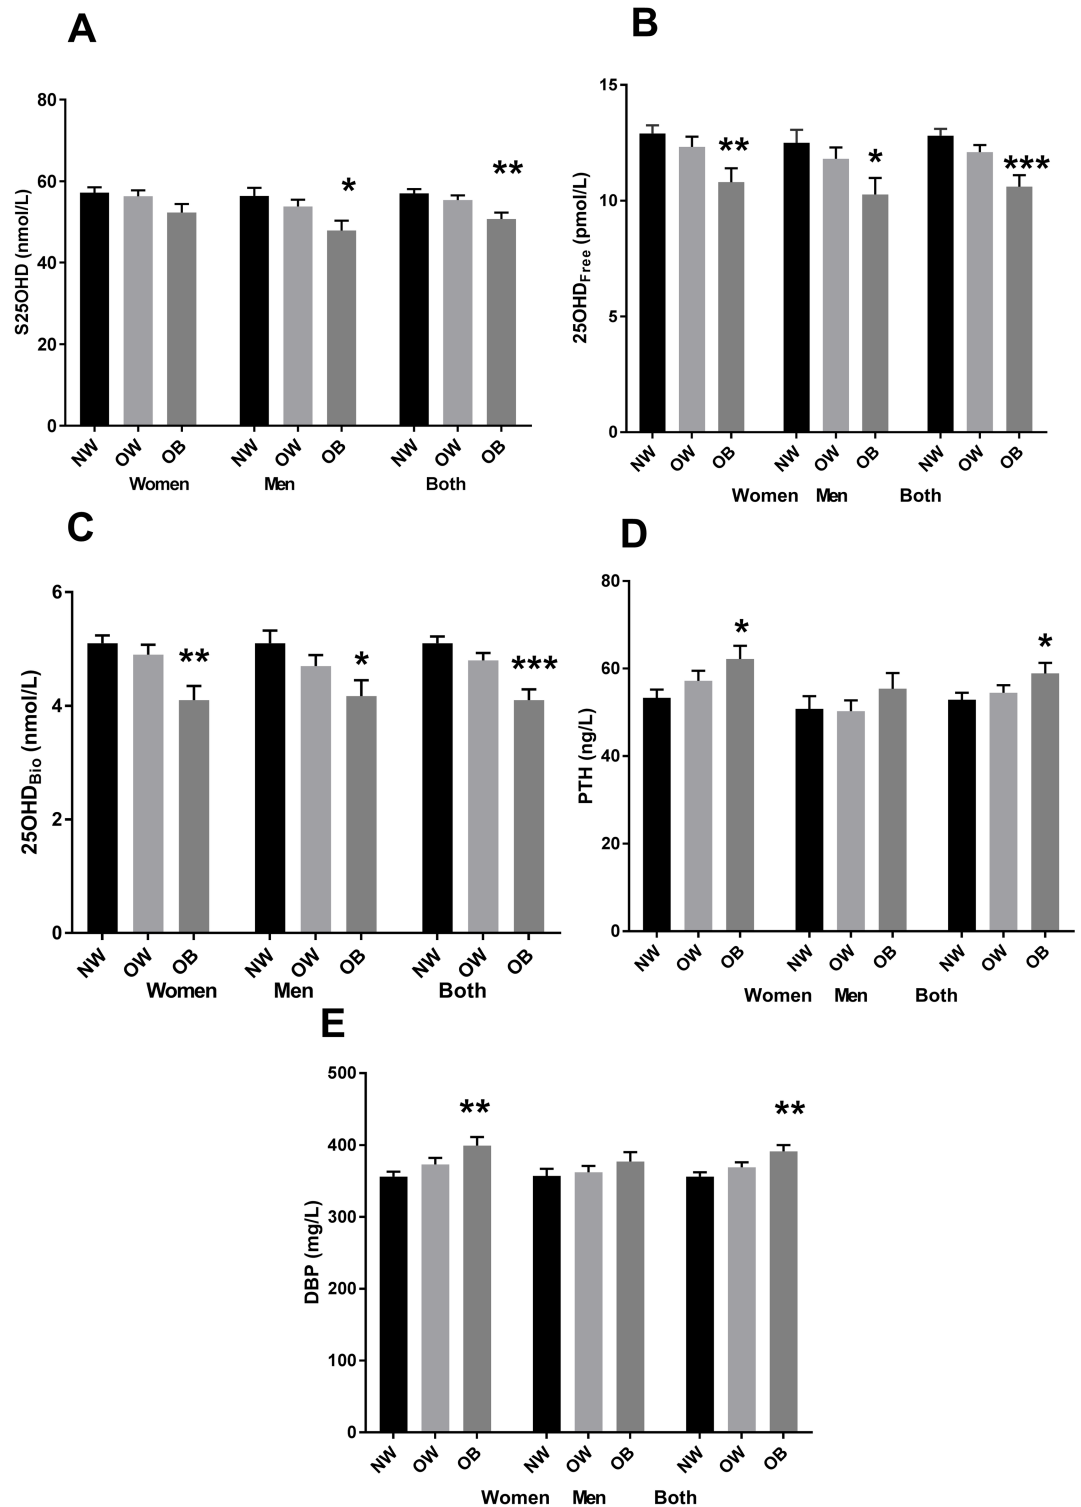 A
S25OHD (nmol/L)
80
60
40
20
0
*
**
NW OW OB NW OW OB NW OW OB
Women Men Both
B
25OHDFree (pmol/L)
15
10
5
0
**
*
***
NW OW OB NW OW OB NW OW OB
Women Men Both
C
25OHDBio (nmol/L)
6
4
2
0
**
*
***
NW OW OB NW OW OB NW OW OB
Women Men Both
D
PTH (ng/L)
80
60
40
20
0
*
*
NW OW OB NW OW OB NW OW OB
Women Men Both
E
DBP (mg/L)
500
400
300
200
100
0
**
**
NW OW OB NW OW OB NW OW OB
Women Men Both